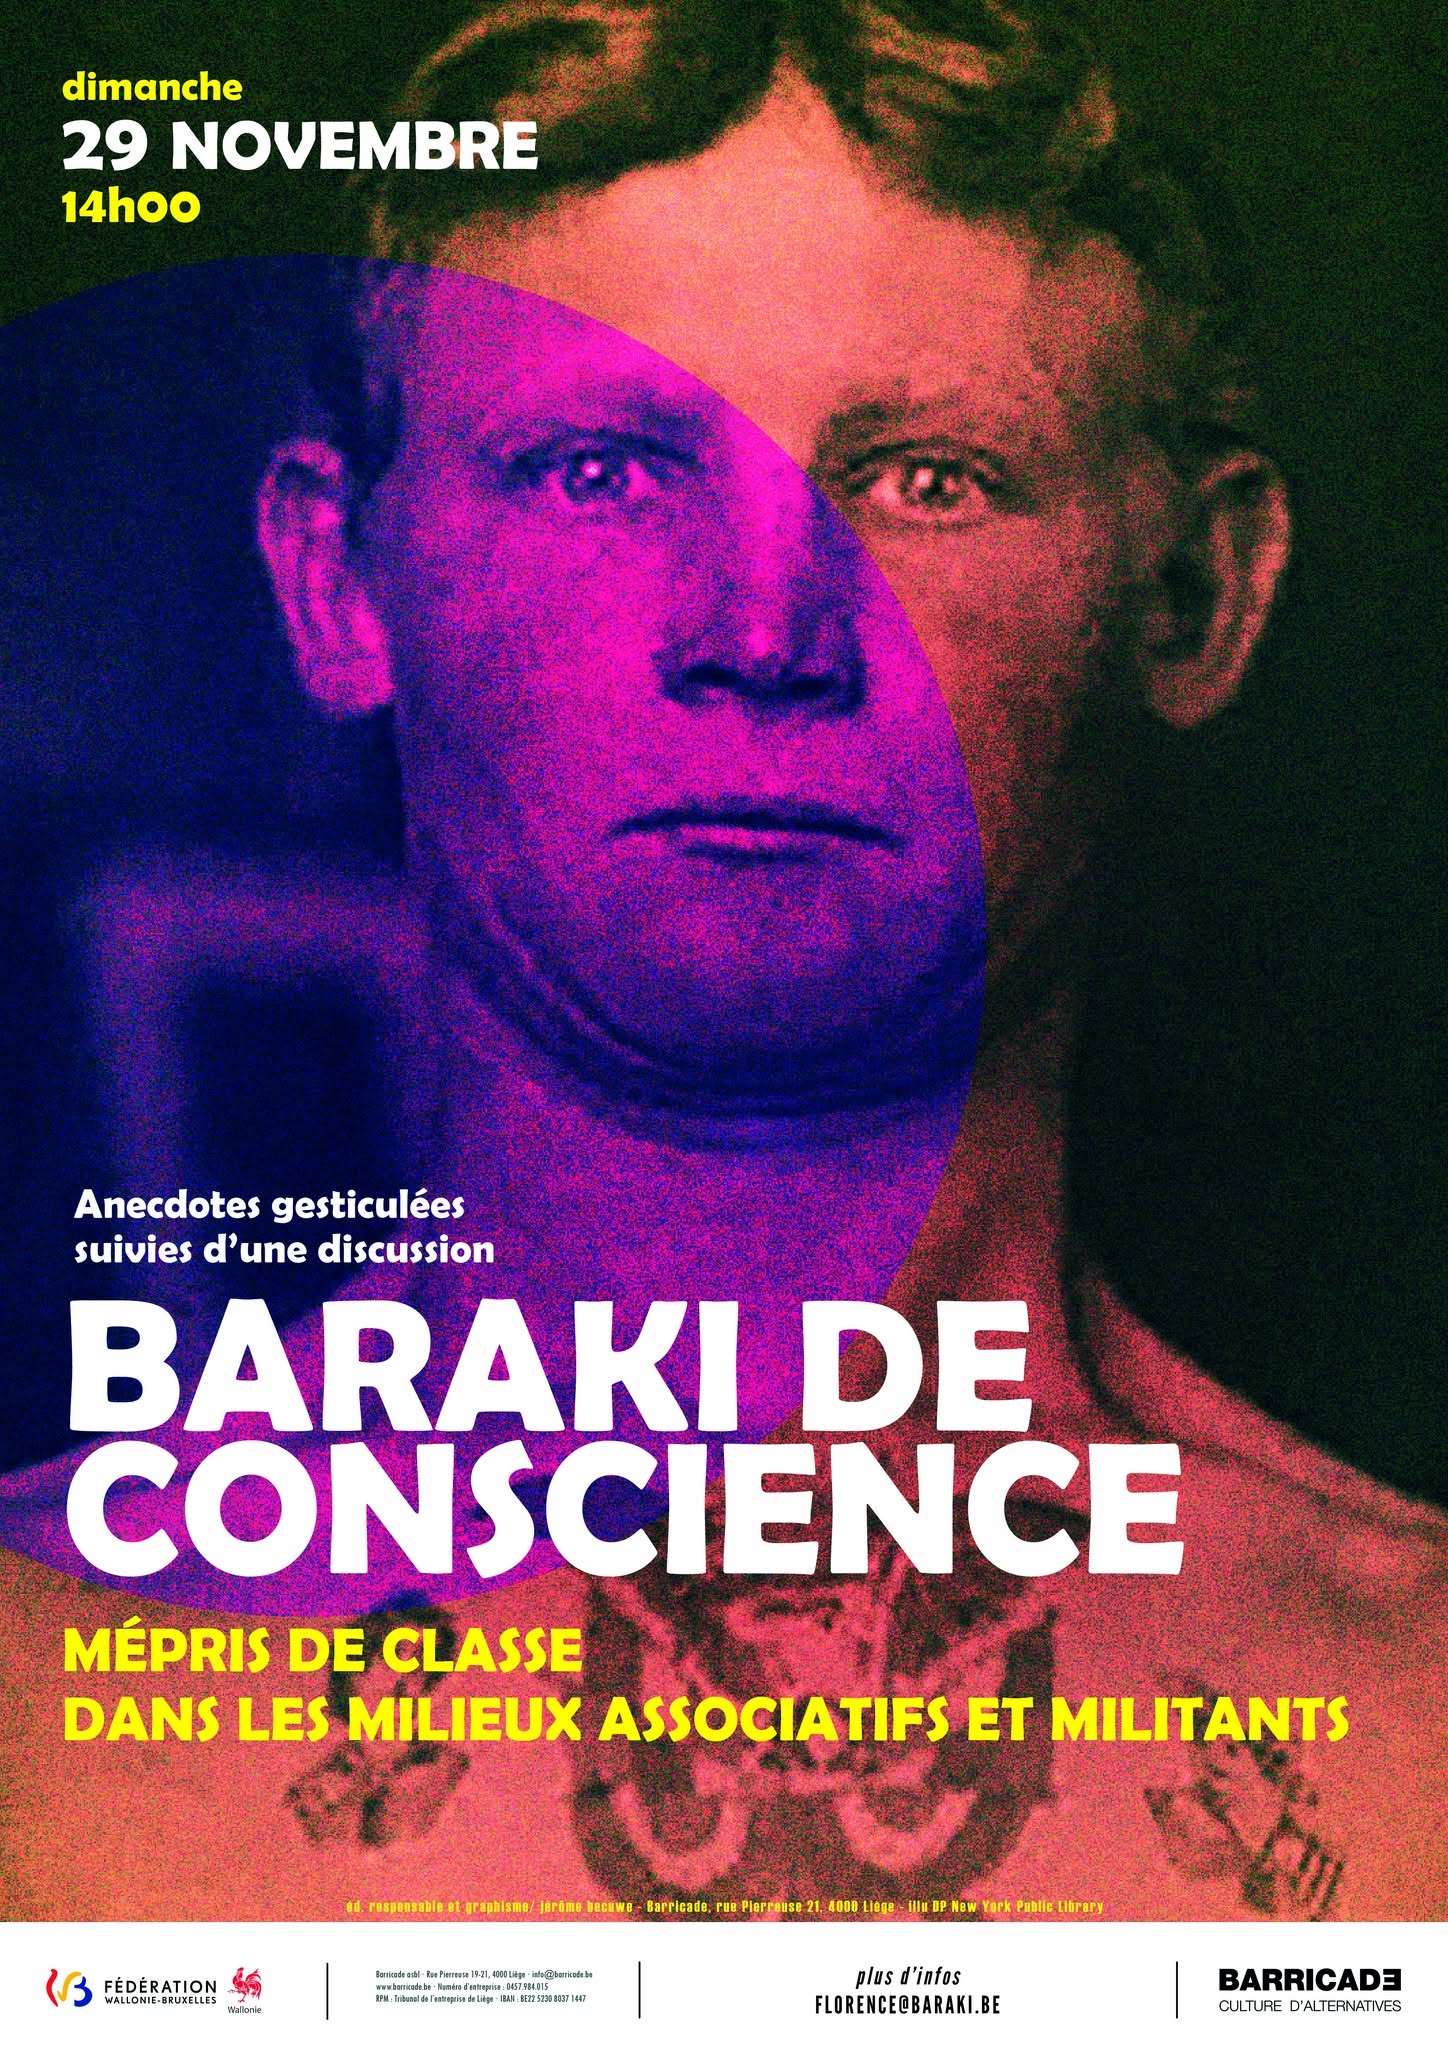 dimanche
29 NOVEMBRE
14h00
Anecdotes gesticulées
suivies d'une discussion
BARAKI DE
CONSCIENCE
MÉPRIS DE CLASSE
DANS LES MILIEUX ASSOCIATIFS ET MILITANTS
éd. responsable et graphisme/ jérôme becuwe - Barricade, rue Pierreuse 21, 4000 Liège - illu DP New York Public Library
FÉDÉRATION
WALLONIE-BRUXELLES
Wallonie
Barricade asbl - Rue Pierreuse 19-21, 4000 Liège - info@barricade.be
www.barricade.be - Numéro d'entreprise : 0457.984.015
RPM : Tribunal de l'entreprise de Liège - IBAN : BE22 5230 8037 1447
plus d'infos
FLORENCE@BARAKI.BE
BARRICADE
CULTURE D'ALTERNATIVES